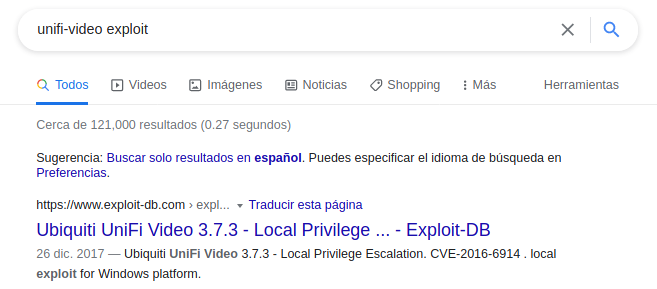 unifi-video exploit
Todos Videos Imágenes Noticias Shopping Más Herramientas
Cerca de 121,000 resultados (0.27 segundos)
Sugerencia: Buscar solo resultados en español. Puedes especificar el idioma de búsqueda en
Preferencias.
https://www.exploit-db.com › expl... Traducir esta página
Ubiquiti UniFi Video 3.7.3 - Local Privilege ... - Exploit-DB
26 dic. 2017 — Ubiquiti UniFi Video 3.7.3 - Local Privilege Escalation. CVE-2016-6914 . local
exploit for Windows platform.